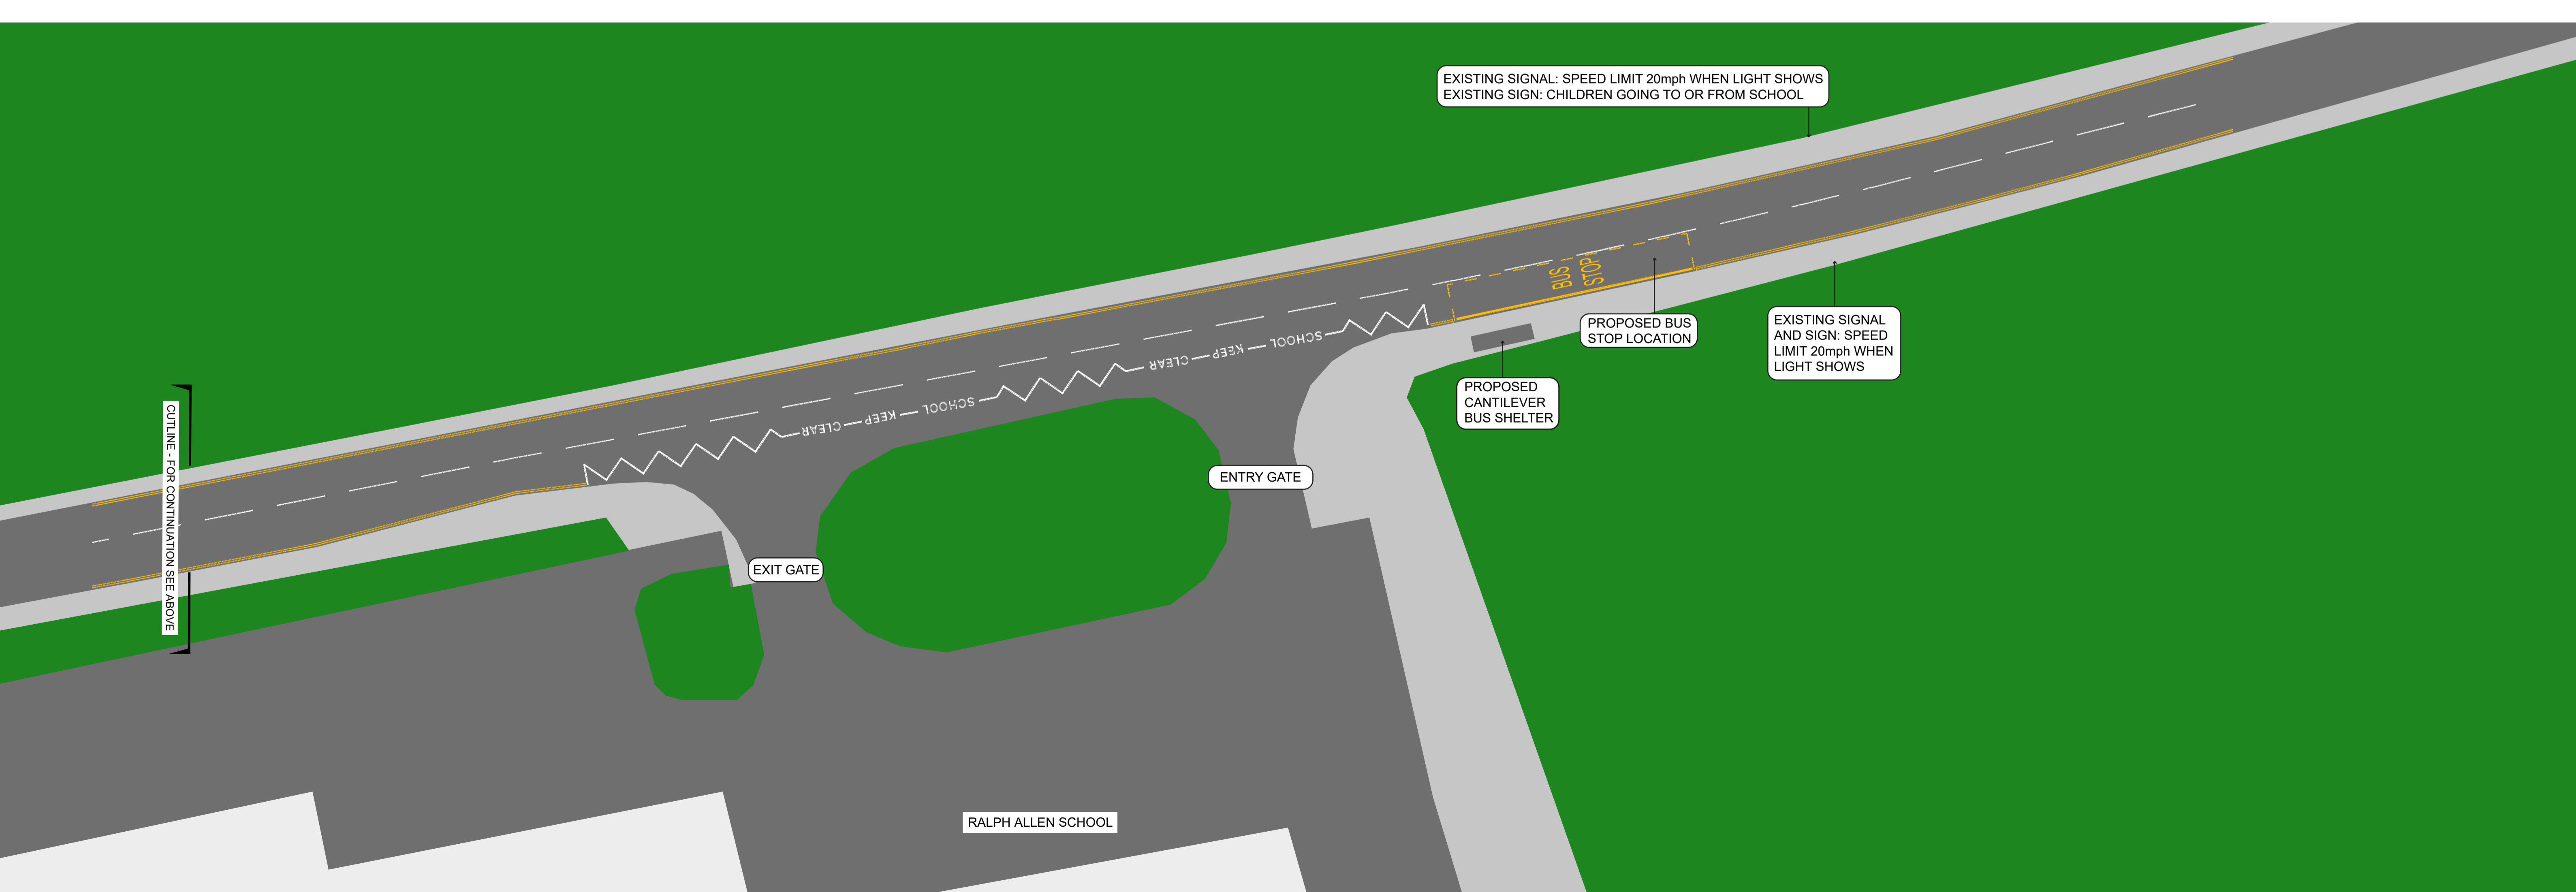 EXISTING SIGNAL: SPEED LIMIT 20mph WHEN LIGHT SHOWS
EXISTING SIGN: CHILDREN GOING TO OR FROM SCHOOL
BUS
STOP
PROPOSED BUS
STOP LOCATION
EXISTING SIGNAL
AND SIGN: SPEED
LIMIT 20mph WHEN
LIGHT SHOWS
SCHOOL KEEP CLEAR
PROPOSED
CANTILEVER
BUS SHELTER
SCHOOL KEEP CLEAR
CUTLINE - FOR CONTINUATION SEE ABOVE
ENTRY GATE
EXIT GATE
RALPH ALLEN SCHOOL